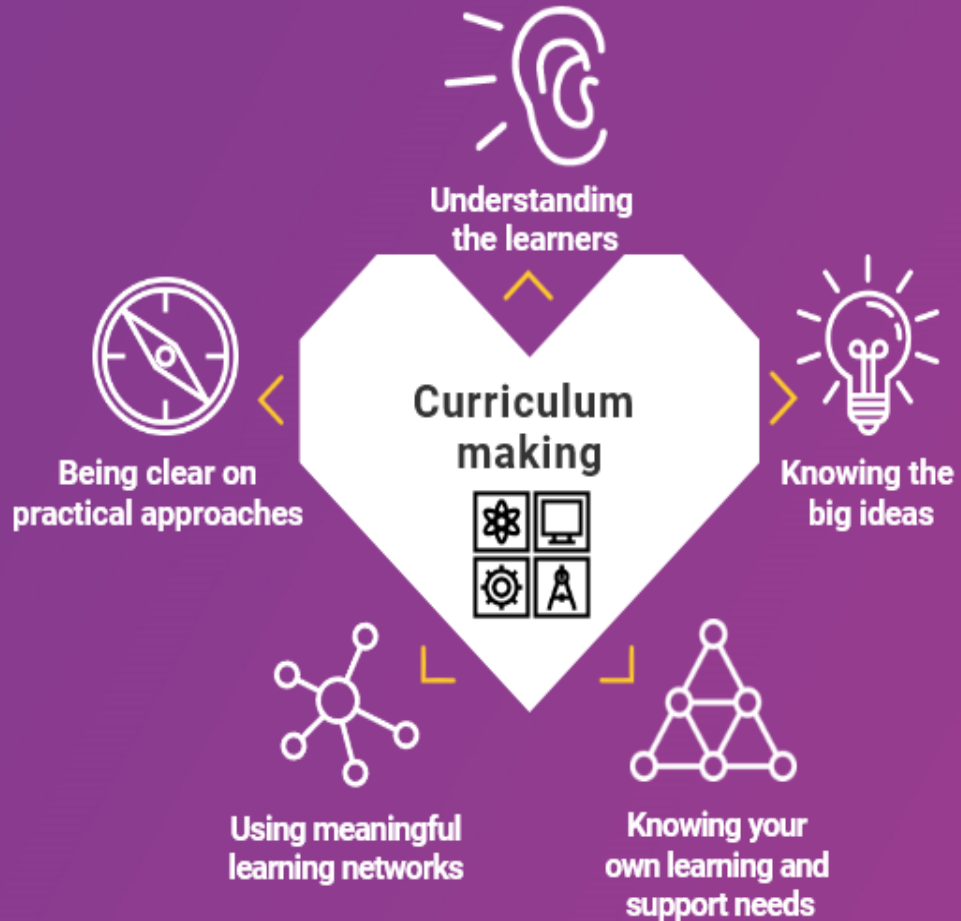 Understanding
the learners
Curriculum
making
Being clear on
practical approaches
Knowing the
big ideas
Using meaningful
learning networks
Knowing your
own learning and
support needs